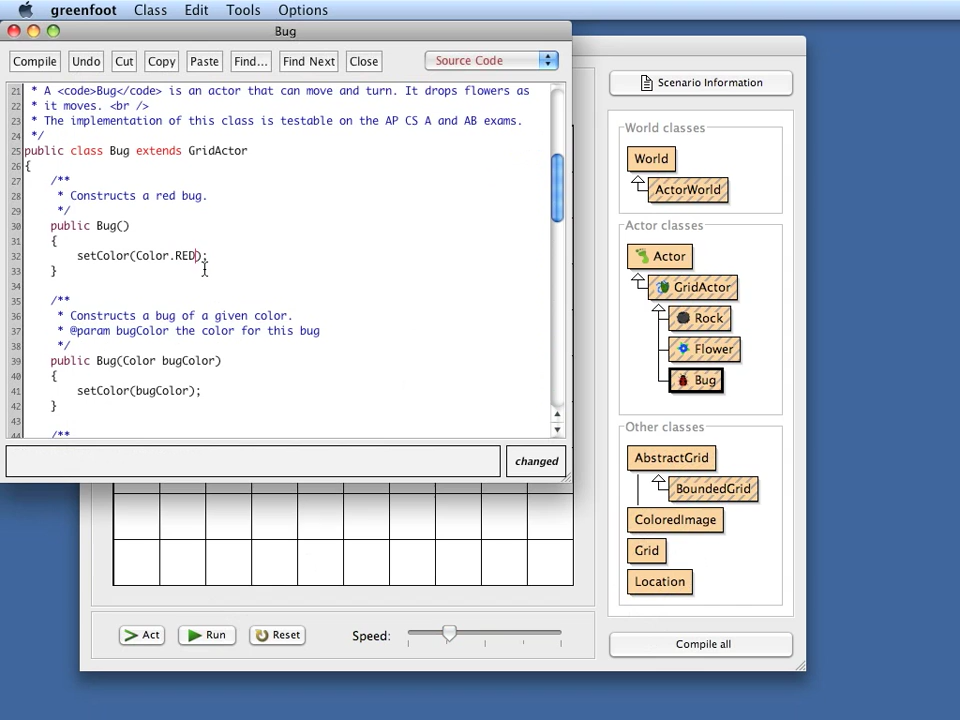 greenfoot Class Edit Tools Options
Bug
Compile Undo Cut Copy Paste Find... Find Next Close Source Code
21 * A <code>Bug</code> is an actor that can move and turn. It drops flowers as
22 * it moves. <br />
23 * The implementation of this class is testable on the AP CS A and AB exams.
24 */
25 public class Bug extends GridActor
26 {
27 /**
28 * Constructs a red bug.
29 */
30 public Bug()
31 {
32 setColor(Color.RED);
33 }
34
35 /**
36 * Constructs a bug of a given color.
37 * @param bugColor the color for this bug
38 */
39 public Bug(Color bugColor)
40 {
41 setColor(bugColor);
42 }
43
44 /**
changed
Scenario Information
World classes
World
ActorWorld
Actor classes
Actor
GridActor
Rock
Flower
Bug
Other classes
AbstractGrid
BoundedGrid
ColoredImage
Grid
Location
Act Run Reset Speed:
Compile all